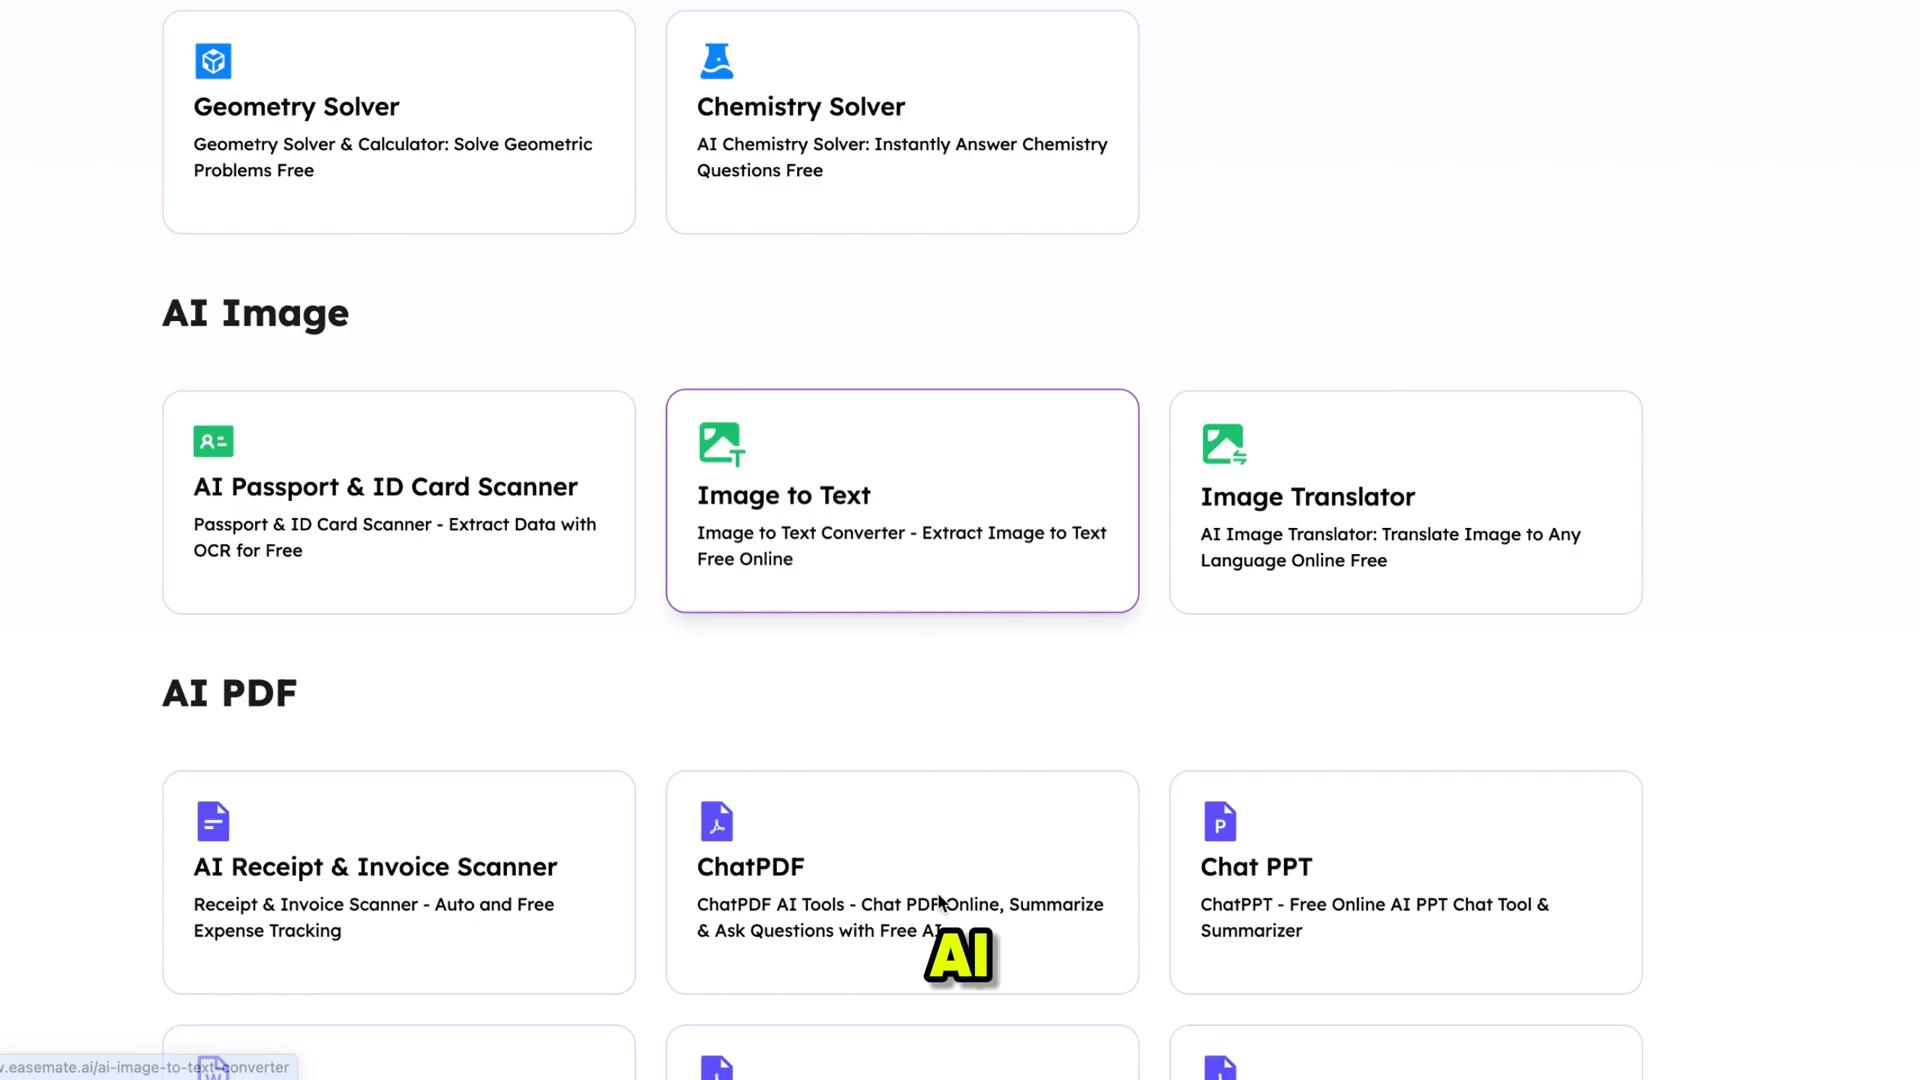 Geometry Solver
Geometry Solver & Calculator: Solve Geometric
Problems Free
Chemistry Solver
AI Chemistry Solver: Instantly Answer Chemistry
Questions Free
AI Image
AI Passport & ID Card Scanner
Passport & ID Card Scanner - Extract Data with
OCR for Free
T
Image to Text
Image to Text Converter - Extract Image to Text
Free Online
Image Translator
AI Image Translator: Translate Image to Any
Language Online Free
AI PDF
AI Receipt & Invoice Scanner
Receipt & Invoice Scanner - Auto and Free
Expense Tracking
ChatPDF
ChatPDF AI Tools - Chat PDF Online, Summarize
& Ask Questions with Free AI
P
Chat PPT
ChatPPT - Free Online AI PPT Chat Tool &
Summarizer
AI
W
.easemate.ai/ai-image-to-text-converter